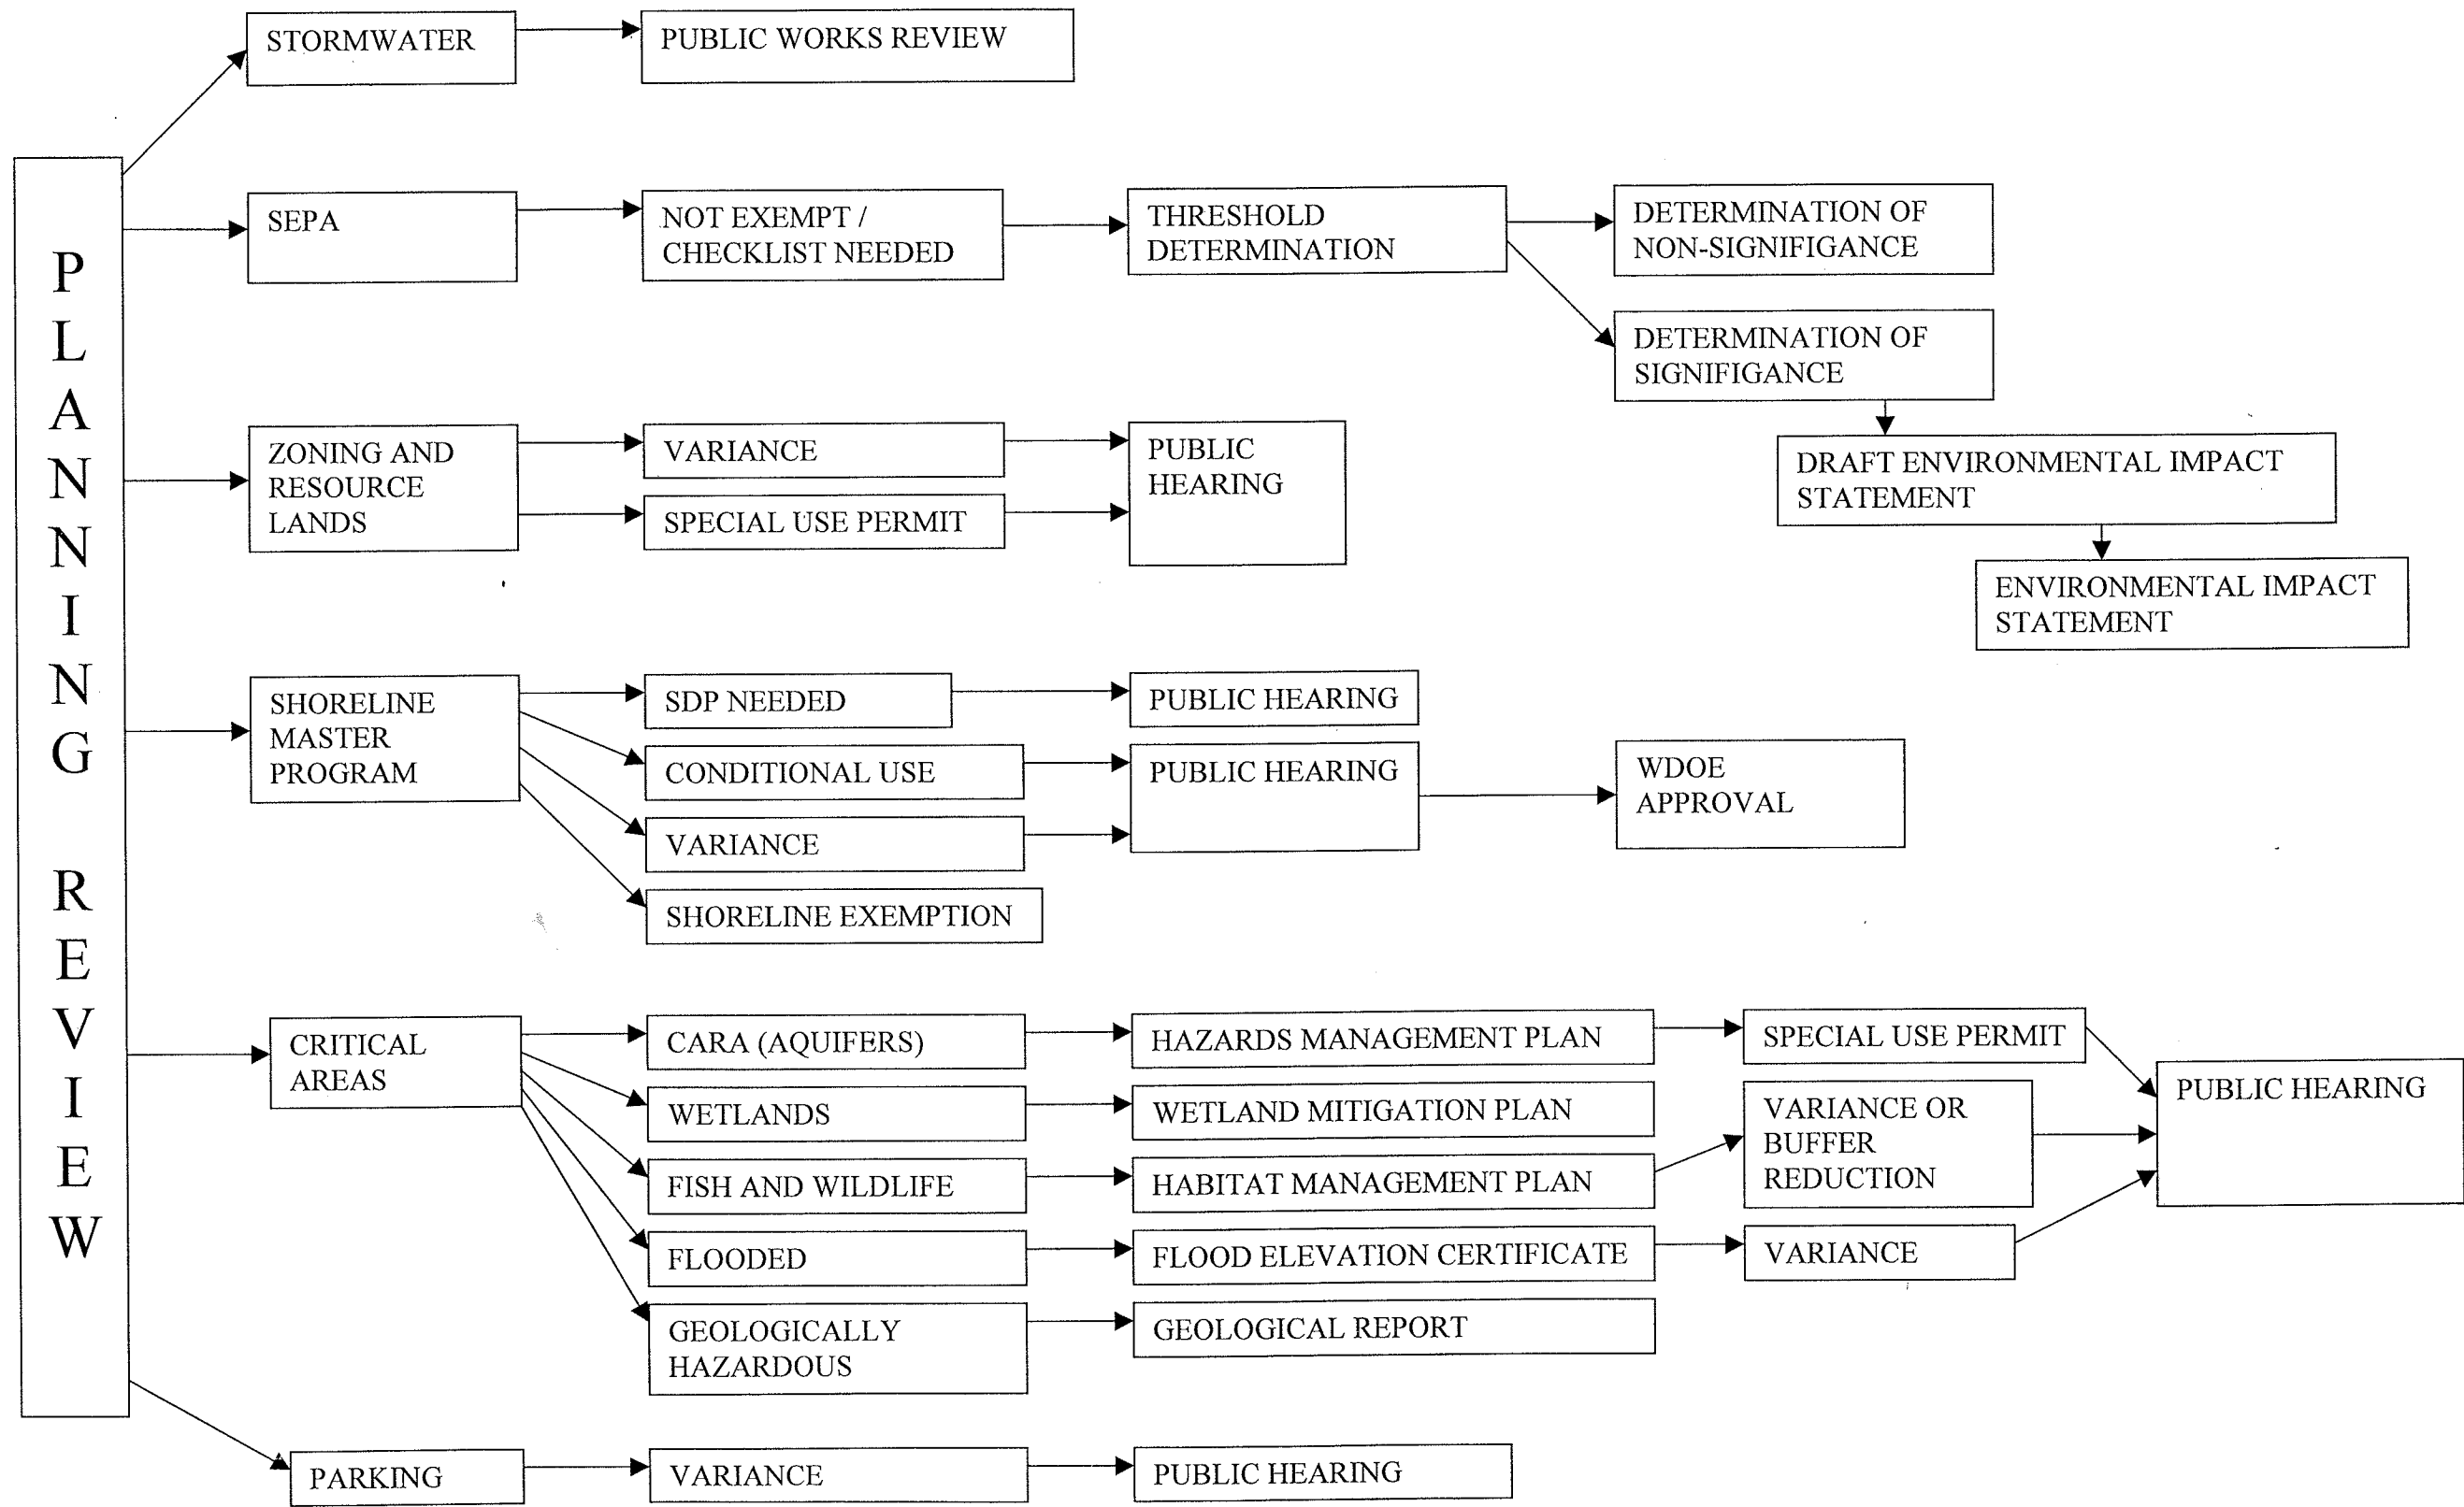 PLANNING REVIEW
STORMWATER
PUBLIC WORKS REVIEW
SEPA
NOT EXEMPT /
CHECKLIST NEEDED
THRESHOLD
DETERMINATION
DETERMINATION OF
NON-SIGNIFIGANCE
DETERMINATION OF
SIGNIFIGANCE
DRAFT ENVIRONMENTAL IMPACT
STATEMENT
ENVIRONMENTAL IMPACT
STATEMENT
ZONING AND
RESOURCE
LANDS
VARIANCE
SPECIAL USE PERMIT
PUBLIC
HEARING
SHORELINE
MASTER
PROGRAM
SDP NEEDED
PUBLIC HEARING
CONDITIONAL USE
VARIANCE
PUBLIC HEARING
WDOE
APPROVAL
SHORELINE EXEMPTION
CRITICAL
AREAS
CARA (AQUIFERS)
HAZARDS MANAGEMENT PLAN
SPECIAL USE PERMIT
WETLANDS
WETLAND MITIGATION PLAN
FISH AND WILDLIFE
HABITAT MANAGEMENT PLAN
VARIANCE OR
BUFFER
REDUCTION
FLOODED
FLOOD ELEVATION CERTIFICATE
VARIANCE
PUBLIC HEARING
GEOLOGICALLY
HAZARDOUS
GEOLOGICAL REPORT
PARKING
VARIANCE
PUBLIC HEARING